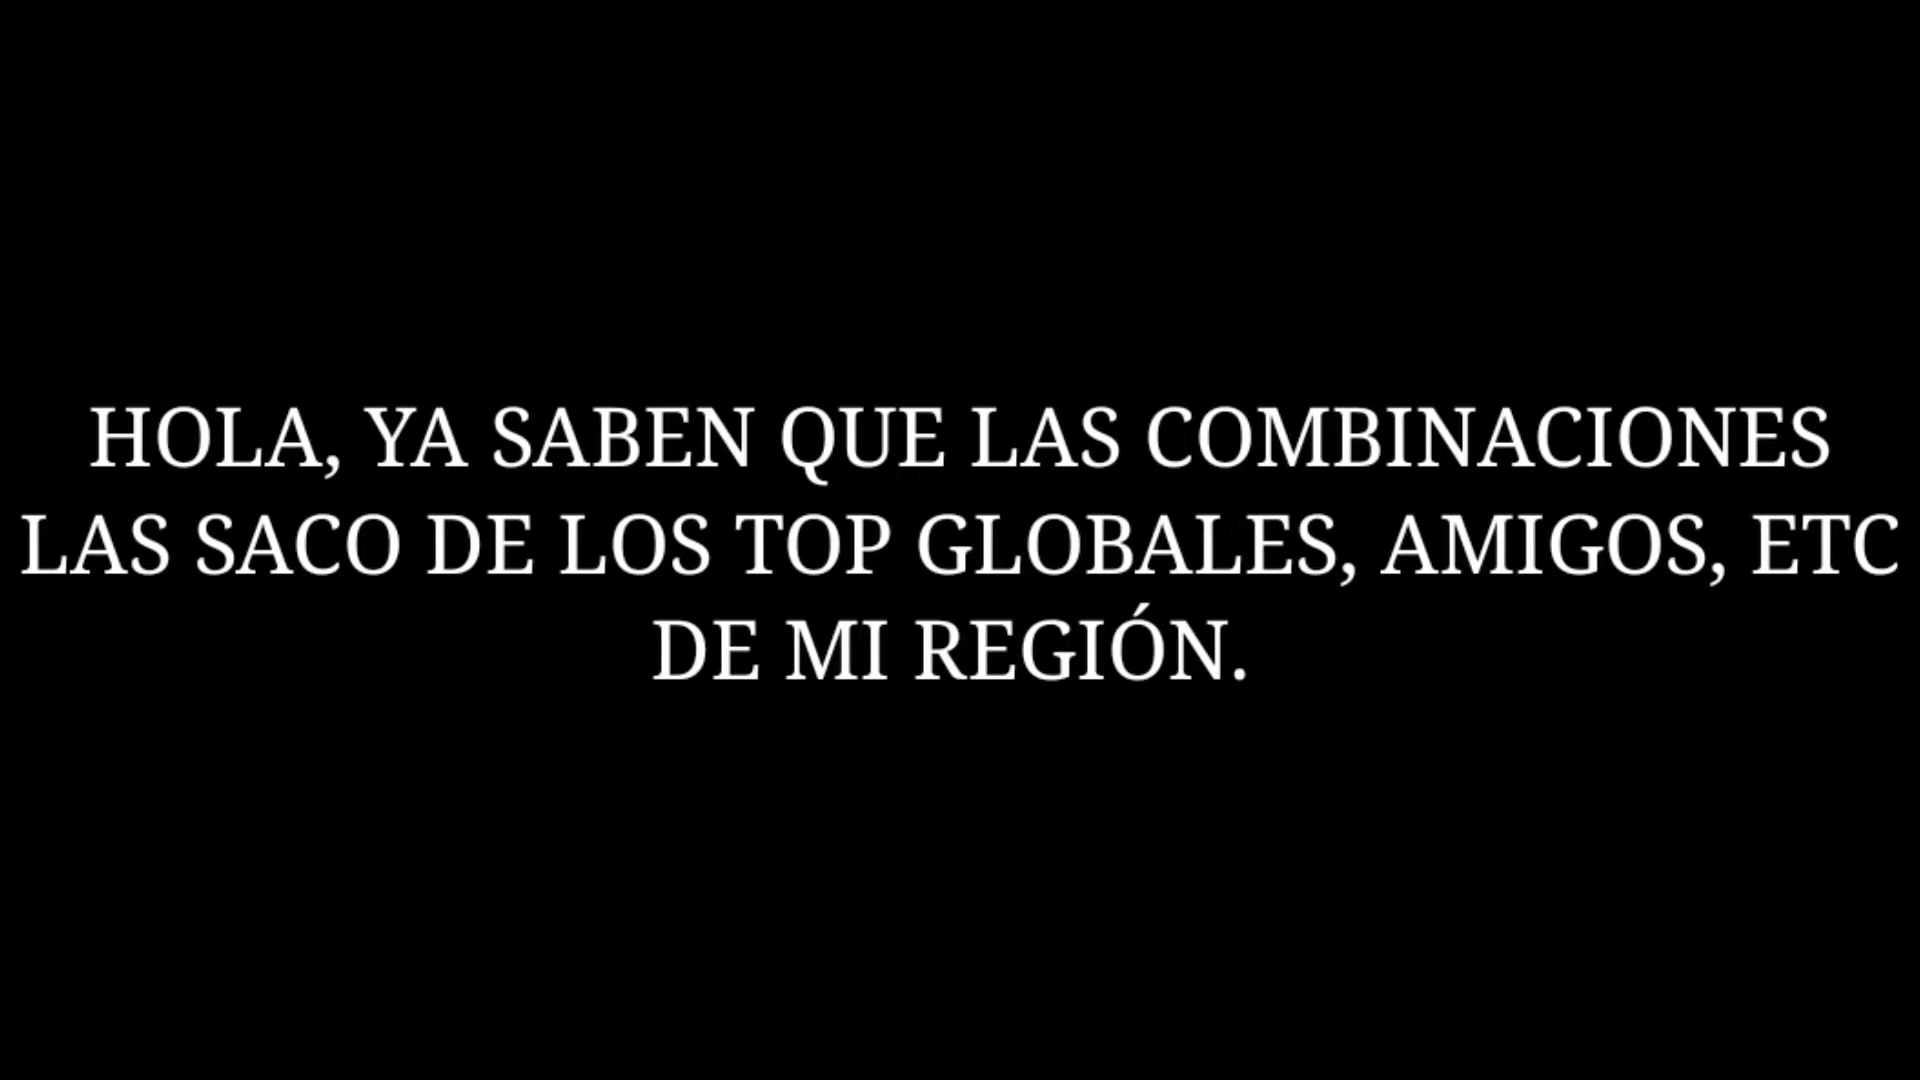 HOLA, YA SABEN QUE LAS COMBINACIONES
LAS SACO DE LOS TOP GLOBALES, AMIGOS, ETC
DE MI REGIÓN.